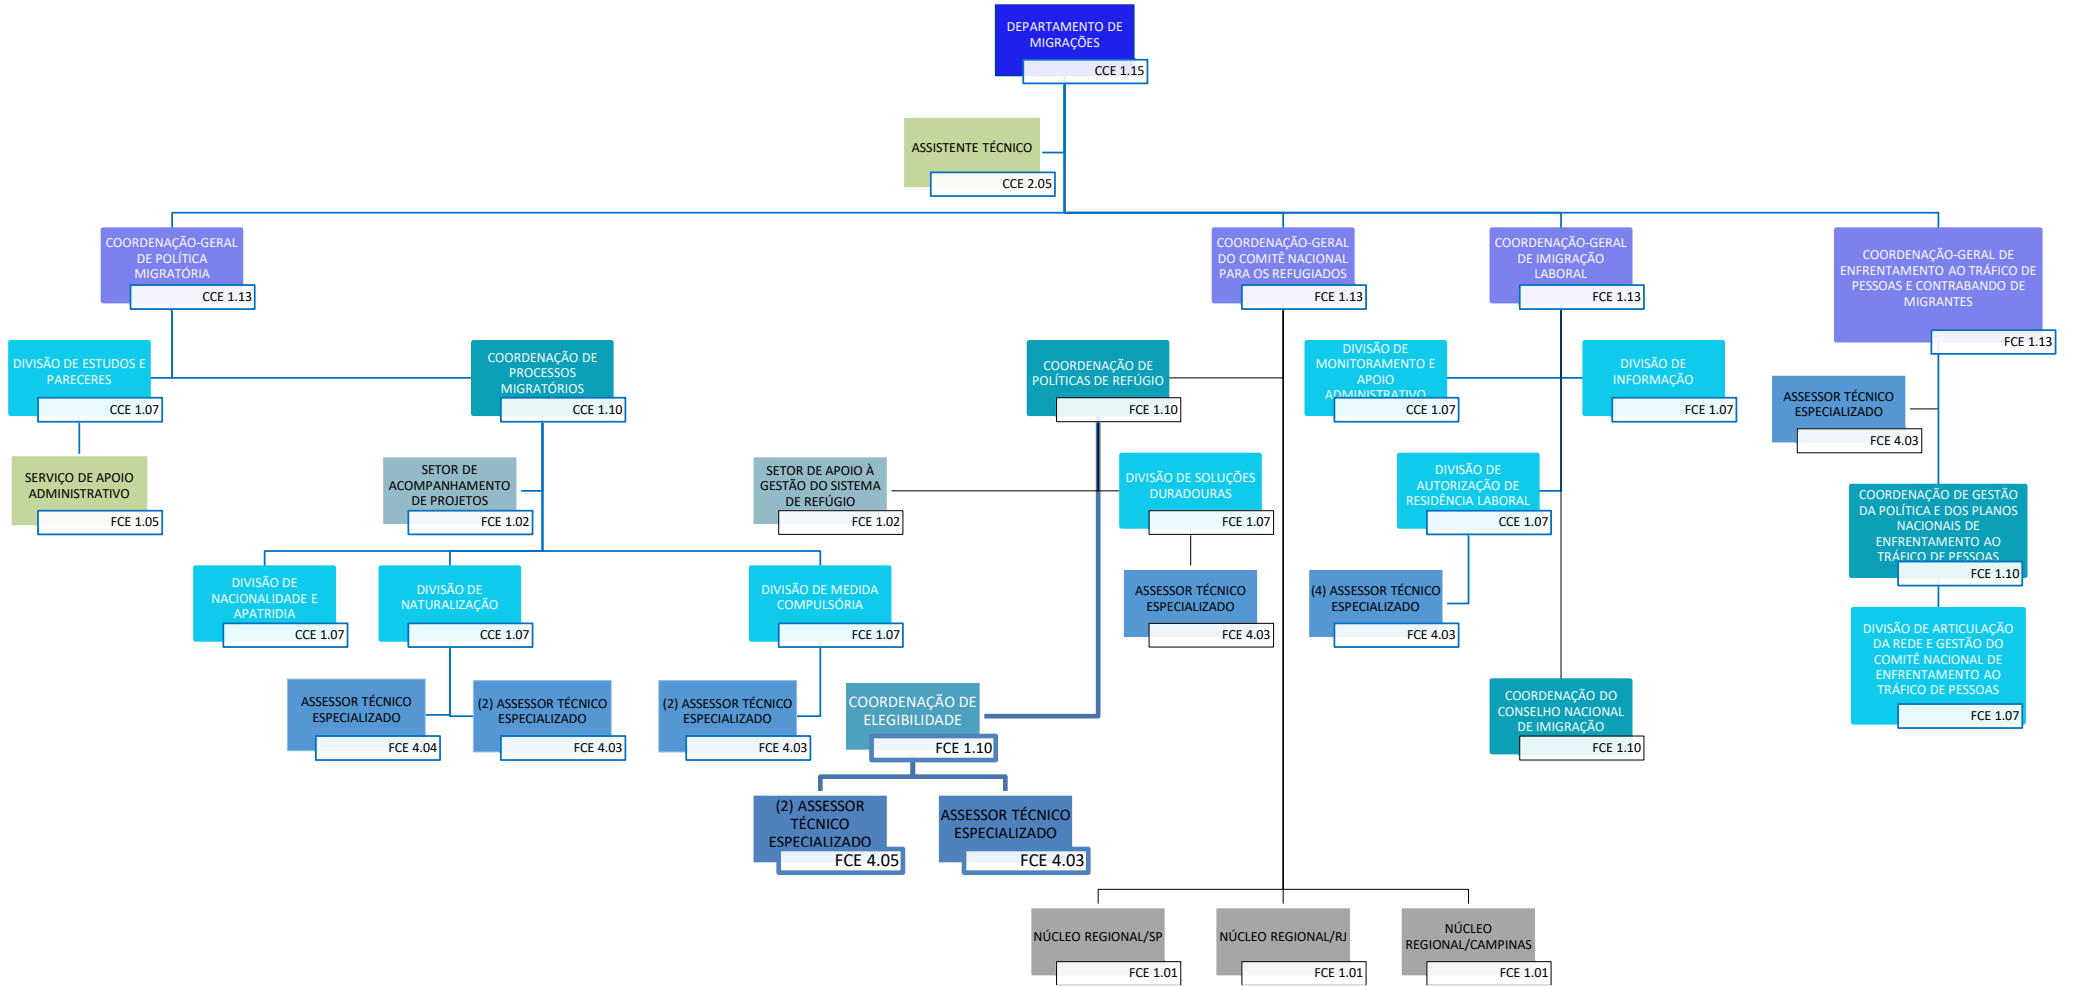 DEPARTAMENTO DE
MIGRAÇÕES
CCE 1.15
ASSISTENTE TÉCNICO
CCE 2.05
COORDENAÇÃO-GERAL
DE POLÍTICA
MIGRATÓRIA
CCE 1.13
COORDENAÇÃO-GERAL
DO COMITÊ NACIONAL
PARA OS REFUGIADOS
FCE 1.13
COORDENAÇÃO-GERAL
DE IMIGRAÇÃO
LABORAL
FCE 1.13
COORDENAÇÃO-GERAL DE
ENFRENTAMENTO AO TRÁFICO DE
PESSOAS E CONTRABANDO DE
MIGRANTES
FCE 1.13
DIVISÃO DE ESTUDOS E
PARECERES
CCE 1.07
COORDENAÇÃO DE
PROCESSOS
MIGRATÓRIOS
CCE 1.10
COORDENAÇÃO DE
POLÍTICAS DE REFÚGIO
FCE 1.10
DIVISÃO DE
MONITORAMENTO E
APOIO
ADMINISTRATIVO
CCE 1.07
DIVISÃO DE
INFORMAÇÃO
FCE 1.07
ASSESSOR TÉCNICO
ESPECIALIZADO
FCE 4.03
SERVIÇO DE APOIO
ADMINISTRATIVO
FCE 1.05
SETOR DE
ACOMPANHAMENTO
DE PROJETOS
FCE 1.02
SETOR DE APOIO À
GESTÃO DO SISTEMA
DE REFÚGIO
FCE 1.02
DIVISÃO DE SOLUÇÕES
DURADOURAS
FCE 1.07
DIVISÃO DE
AUTORIZAÇÃO DE
RESIDÊNCIA LABORAL
CCE 1.07
COORDENAÇÃO DE GESTÃO
DA POLÍTICA E DOS PLANOS
NACIONAIS DE
ENFRENTAMENTO AO
TRÁFICO DE PESSOAS
FCE 1.10
DIVISÃO DE
NACIONALIDADE E
APATRIDIA
CCE 1.07
DIVISÃO DE
NATURALIZAÇÃO
CCE 1.07
DIVISÃO DE MEDIDA
COMPULSÓRIA
FCE 1.07
ASSESSOR TÉCNICO
ESPECIALIZADO
FCE 4.03
(4) ASSESSOR TÉCNICO
ESPECIALIZADO
FCE 4.03
DIVISÃO DE ARTICULAÇÃO
DA REDE E GESTÃO DO
COMITÊ NACIONAL DE
ENFRENTAMENTO AO
TRÁFICO DE PESSOAS
FCE 1.07
ASSESSOR TÉCNICO
ESPECIALIZADO
FCE 4.04
(2) ASSESSOR TÉCNICO
ESPECIALIZADO
FCE 4.03
(2) ASSESSOR TÉCNICO
ESPECIALIZADO
FCE 4.03
COORDENAÇÃO DE
ELEGIBILIDADE
FCE 1.10
COORDENAÇÃO DO
CONSELHO NACIONAL
DE IMIGRAÇÃO
FCE 1.10
(2) ASSESSOR
TÉCNICO
ESPECIALIZADO
FCE 4.05
ASSESSOR TÉCNICO
ESPECIALIZADO
FCE 4.03
NÚCLEO REGIONAL/SP
FCE 1.01
NÚCLEO REGIONAL/RJ
FCE 1.01
NÚCLEO
REGIONAL/CAMPINAS
FCE 1.01